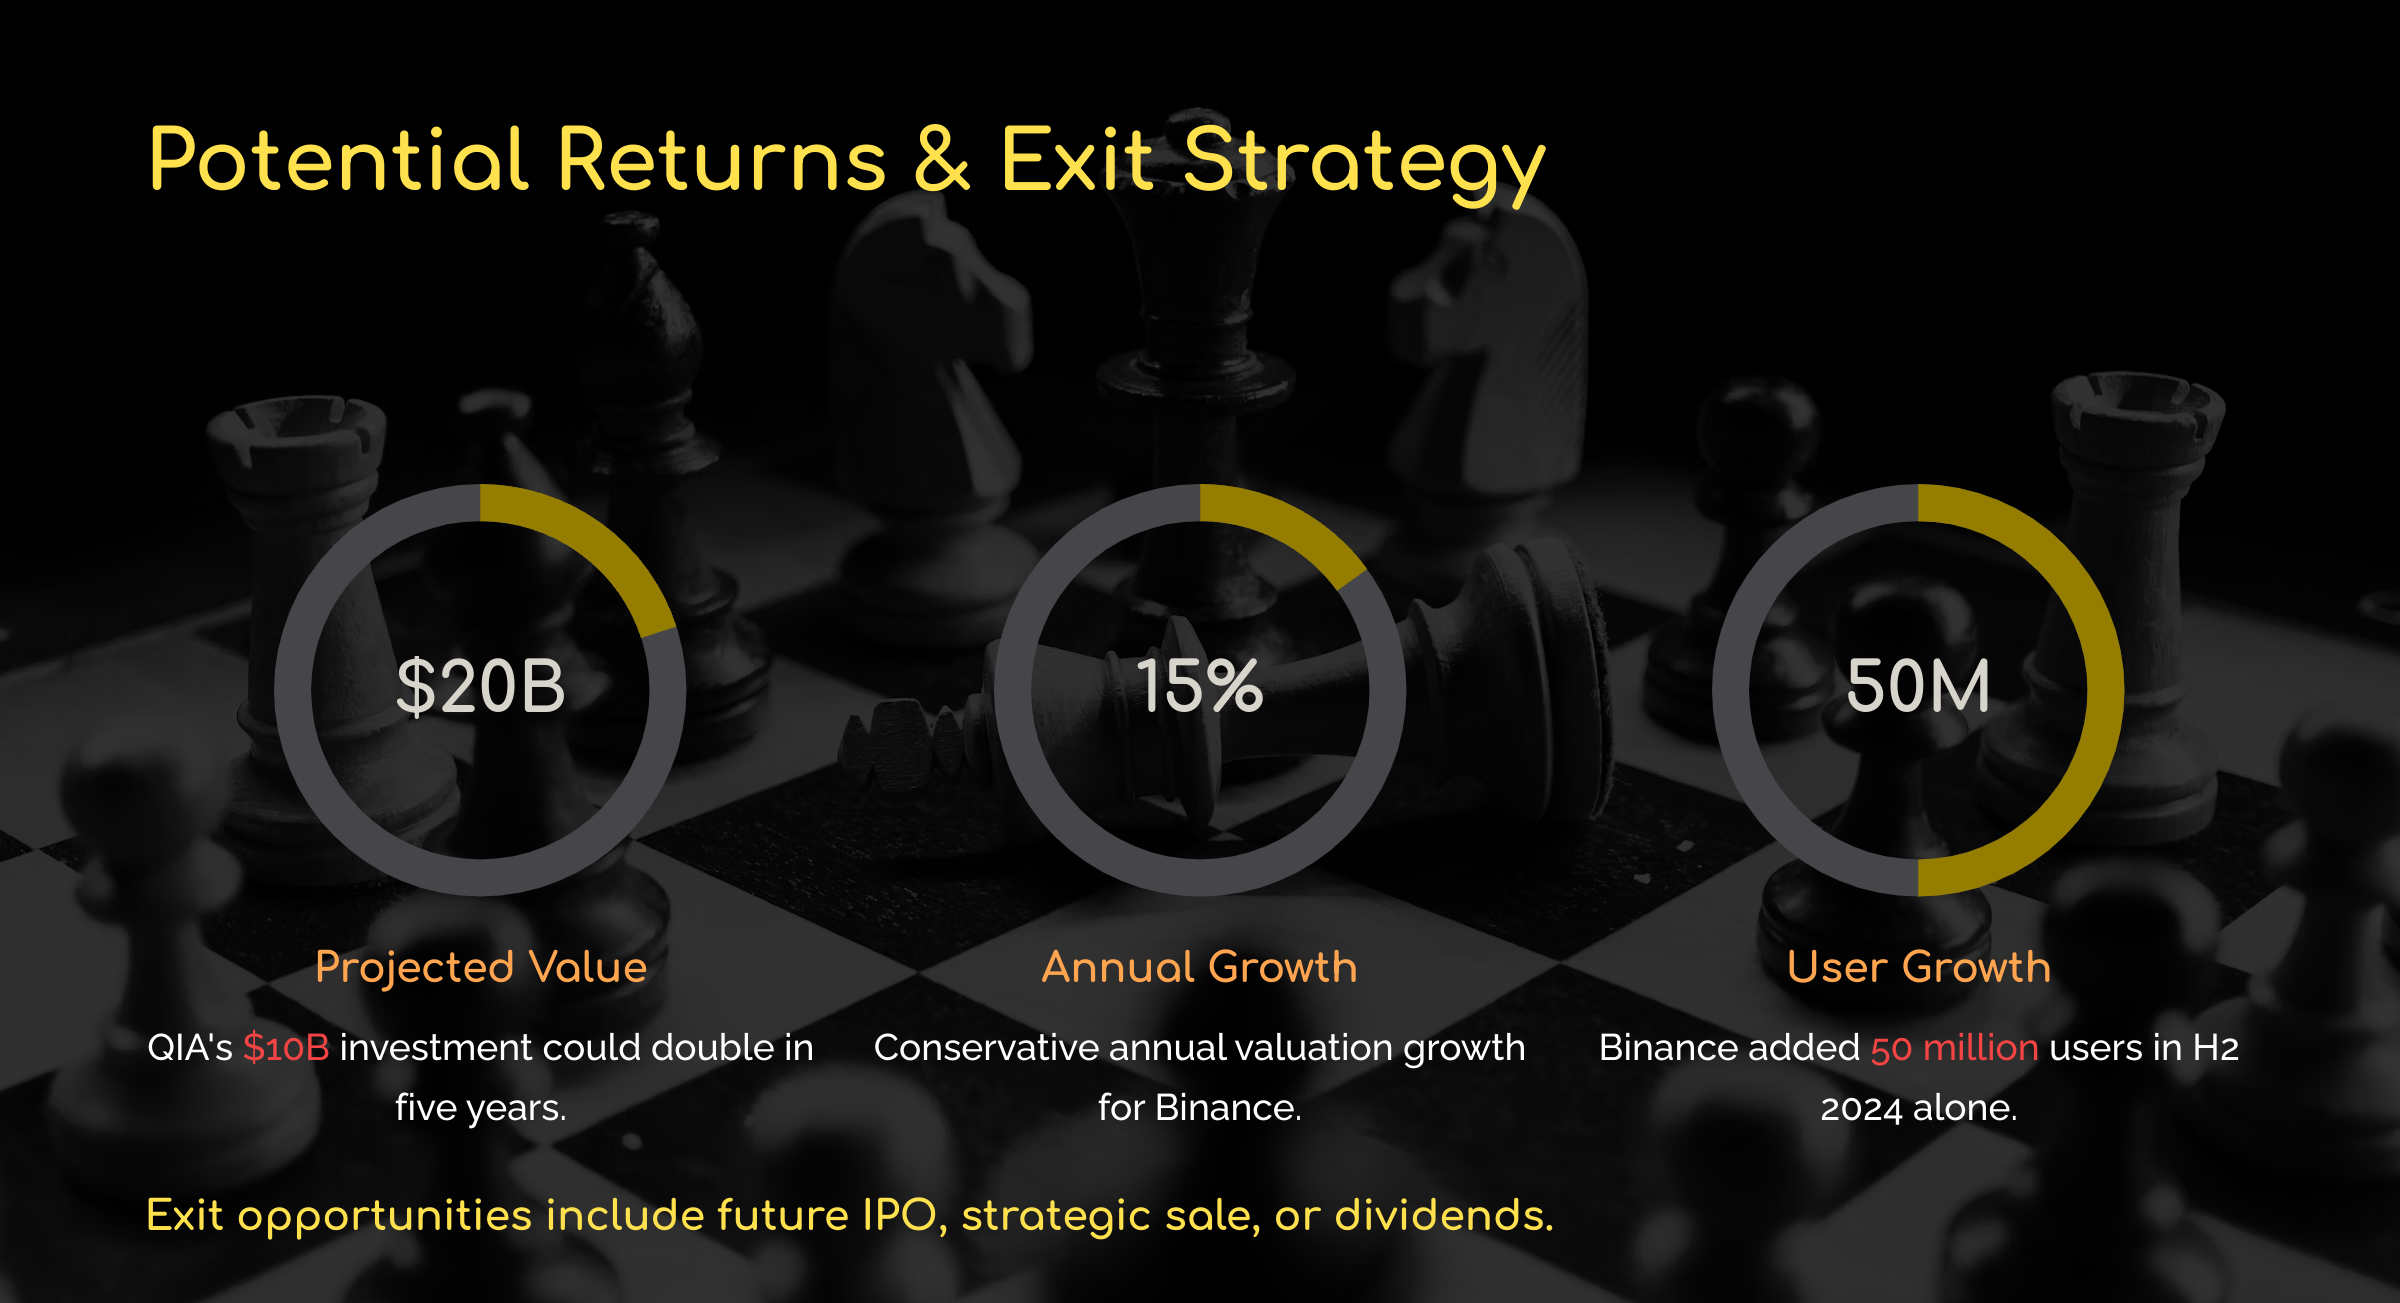 Potential Returns & Exit Strategy
$20B
15%
50M
Projected Value
QIA's $10B investment could double in
five years.
Annual Growth
Conservative annual valuation growth
for Binance.
User Growth
Binance added 50 million users in H2
2024 alone.
Exit opportunities include future IPO, strategic sale, or dividends.